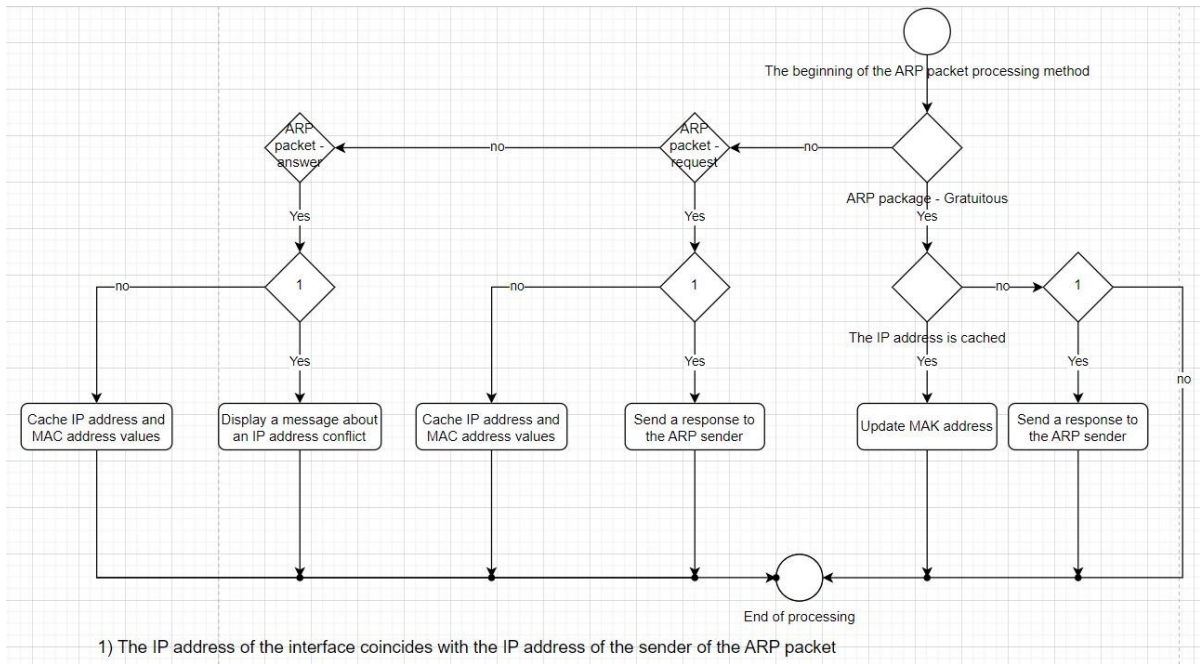 The beginning of the ARP packet processing method
ARP
packet -
answer
no
ARP
packet -
request
no
ARP package - Gratuitous
Yes
Yes
Yes
no
1
no
1
no
1
The IP address is cached
Yes
Yes
Yes
Yes
no
Cache IP address and
MAC address values
Display a message about
an IP address conflict
Cache IP address and
MAC address values
Send a response to
the ARP sender
Update MAK address
Send a response to
the ARP sender
End of processing
1) The IP address of the interface coincides with the IP address of the sender of the ARP packet